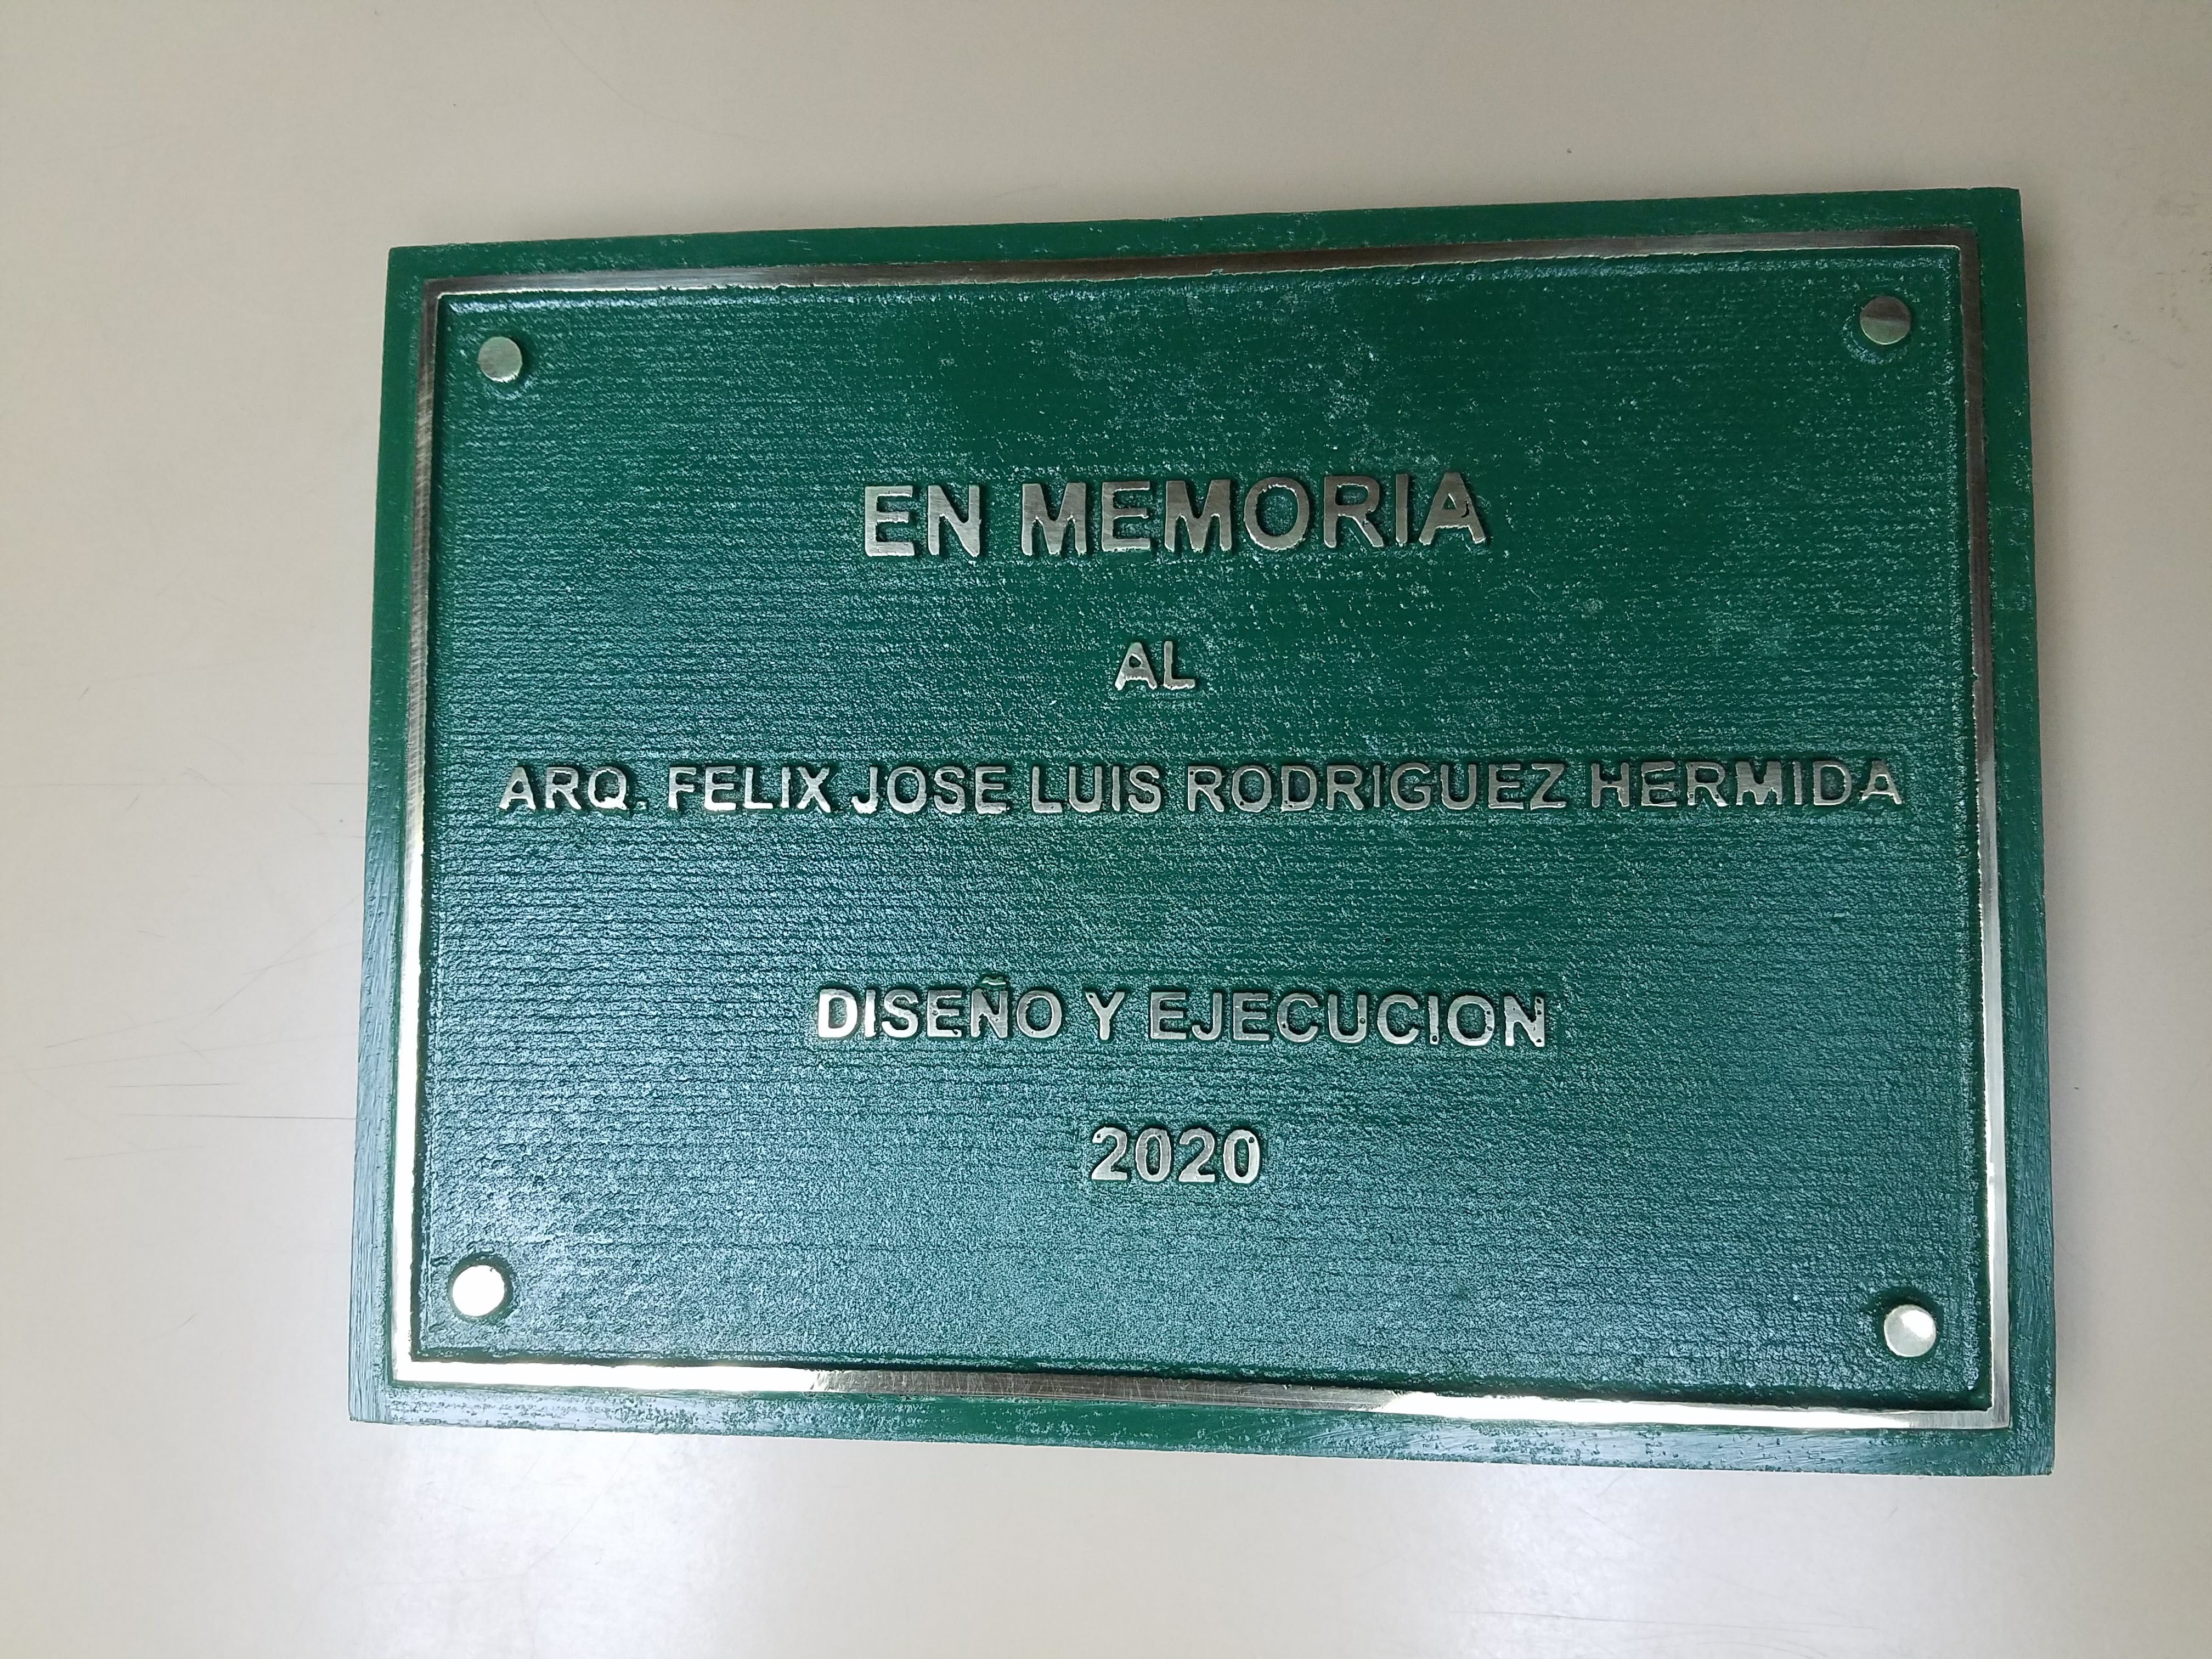 EN MEMORIA
AL
ARQ. FELIX JOSE LUIS RODRIGUEZ HERMIDA
DISEÑO Y EJECUCION
2020